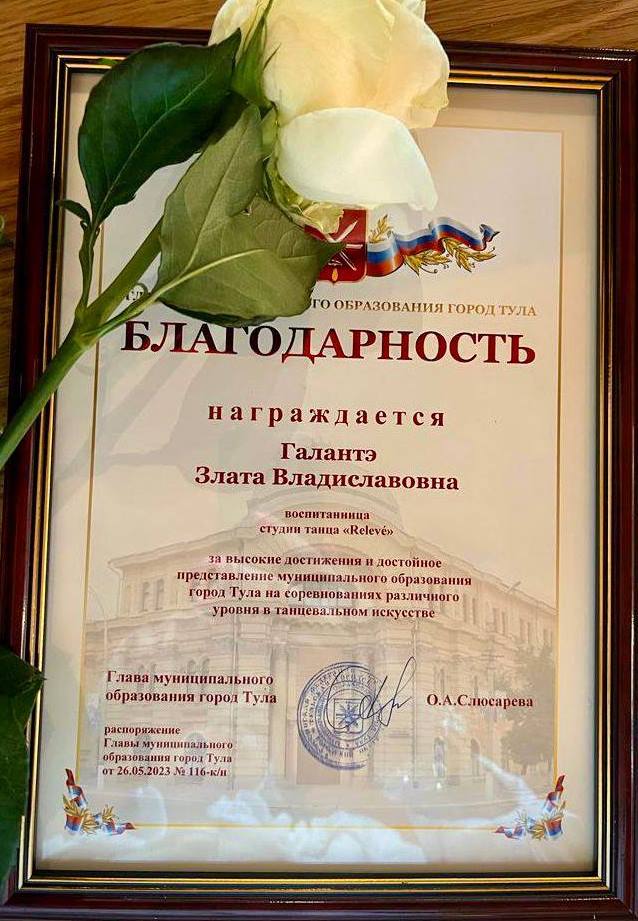 ОБРАЗОВАНИЯ ГОРОД ТУЛА
БЛАГОДАРНОСТЬ
награждается
Галантэ
Злата Владиславовна
воспитанница
студии танца «Relevé»
за высокие достижения и достойное
представление муниципального образования
город Тула на соревнованиях различного
уровня в танцевальном искусстве
Глава муниципального
образования город Тула
О.А.Слюсарева
распоряжение
Главы муниципального
образования город Тула
от 26.05.2023 № 116-к/н